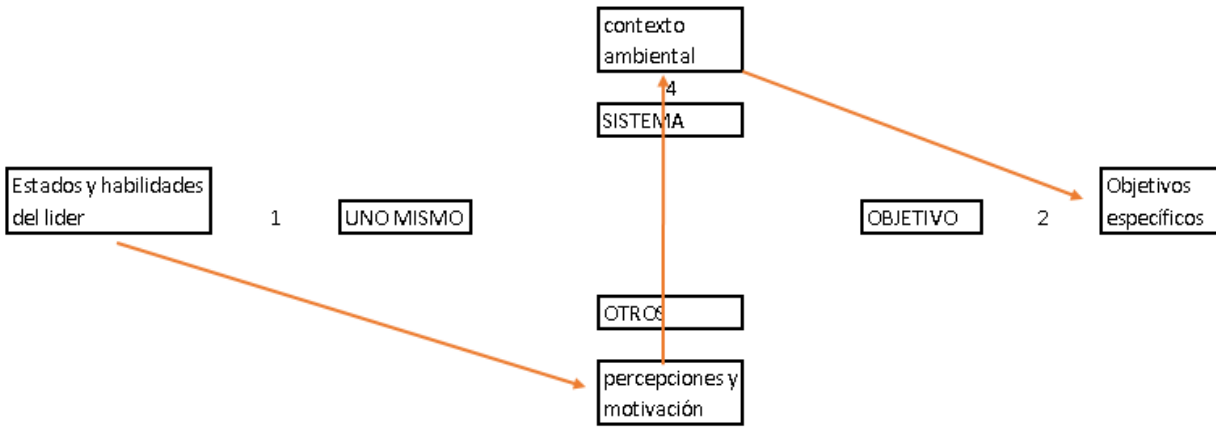 contexto
ambiental
4
SISTEMA
Estados y habilidades
del lider
1
UNO MISMO
OBJETIVO
2
Objetivos
específicos
OTROS
percepciones y
motivación